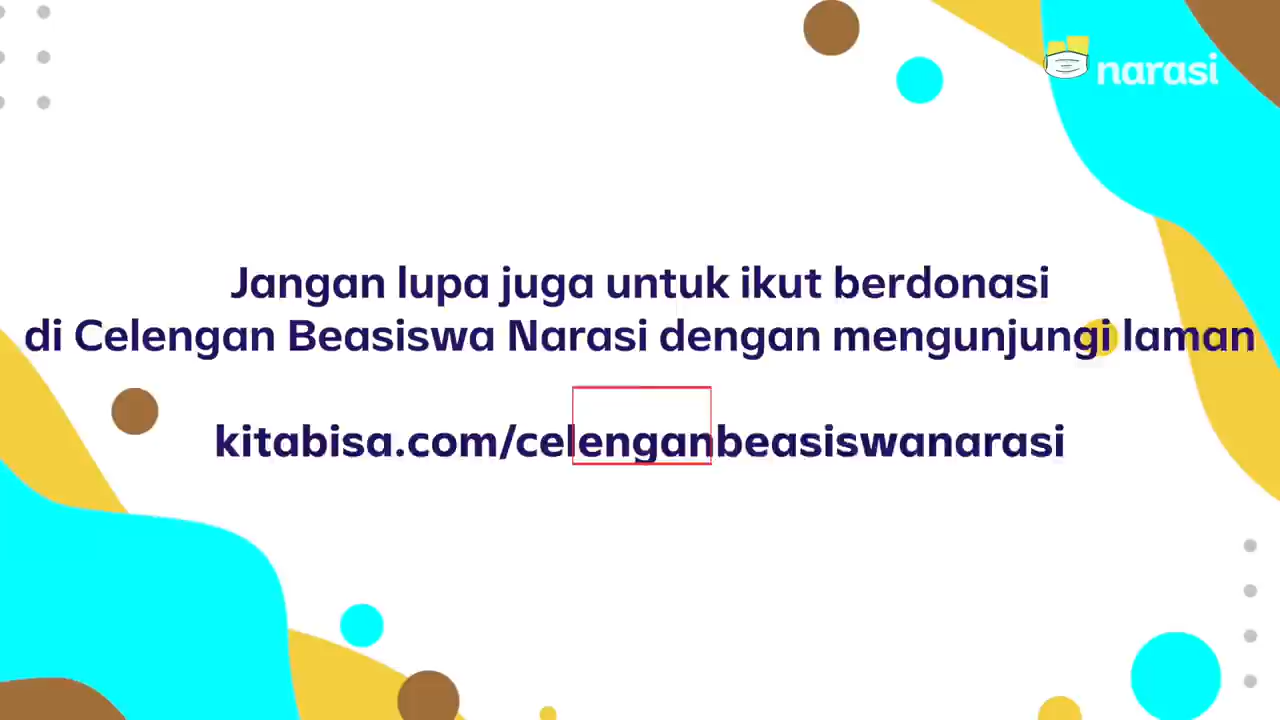 narasi
Jangan lupa juga untuk ikut berdonasi
di Celengan Beasiswa Narasi dengan mengunjungi laman
kitabisa.com/celenganbeasiswanarasi